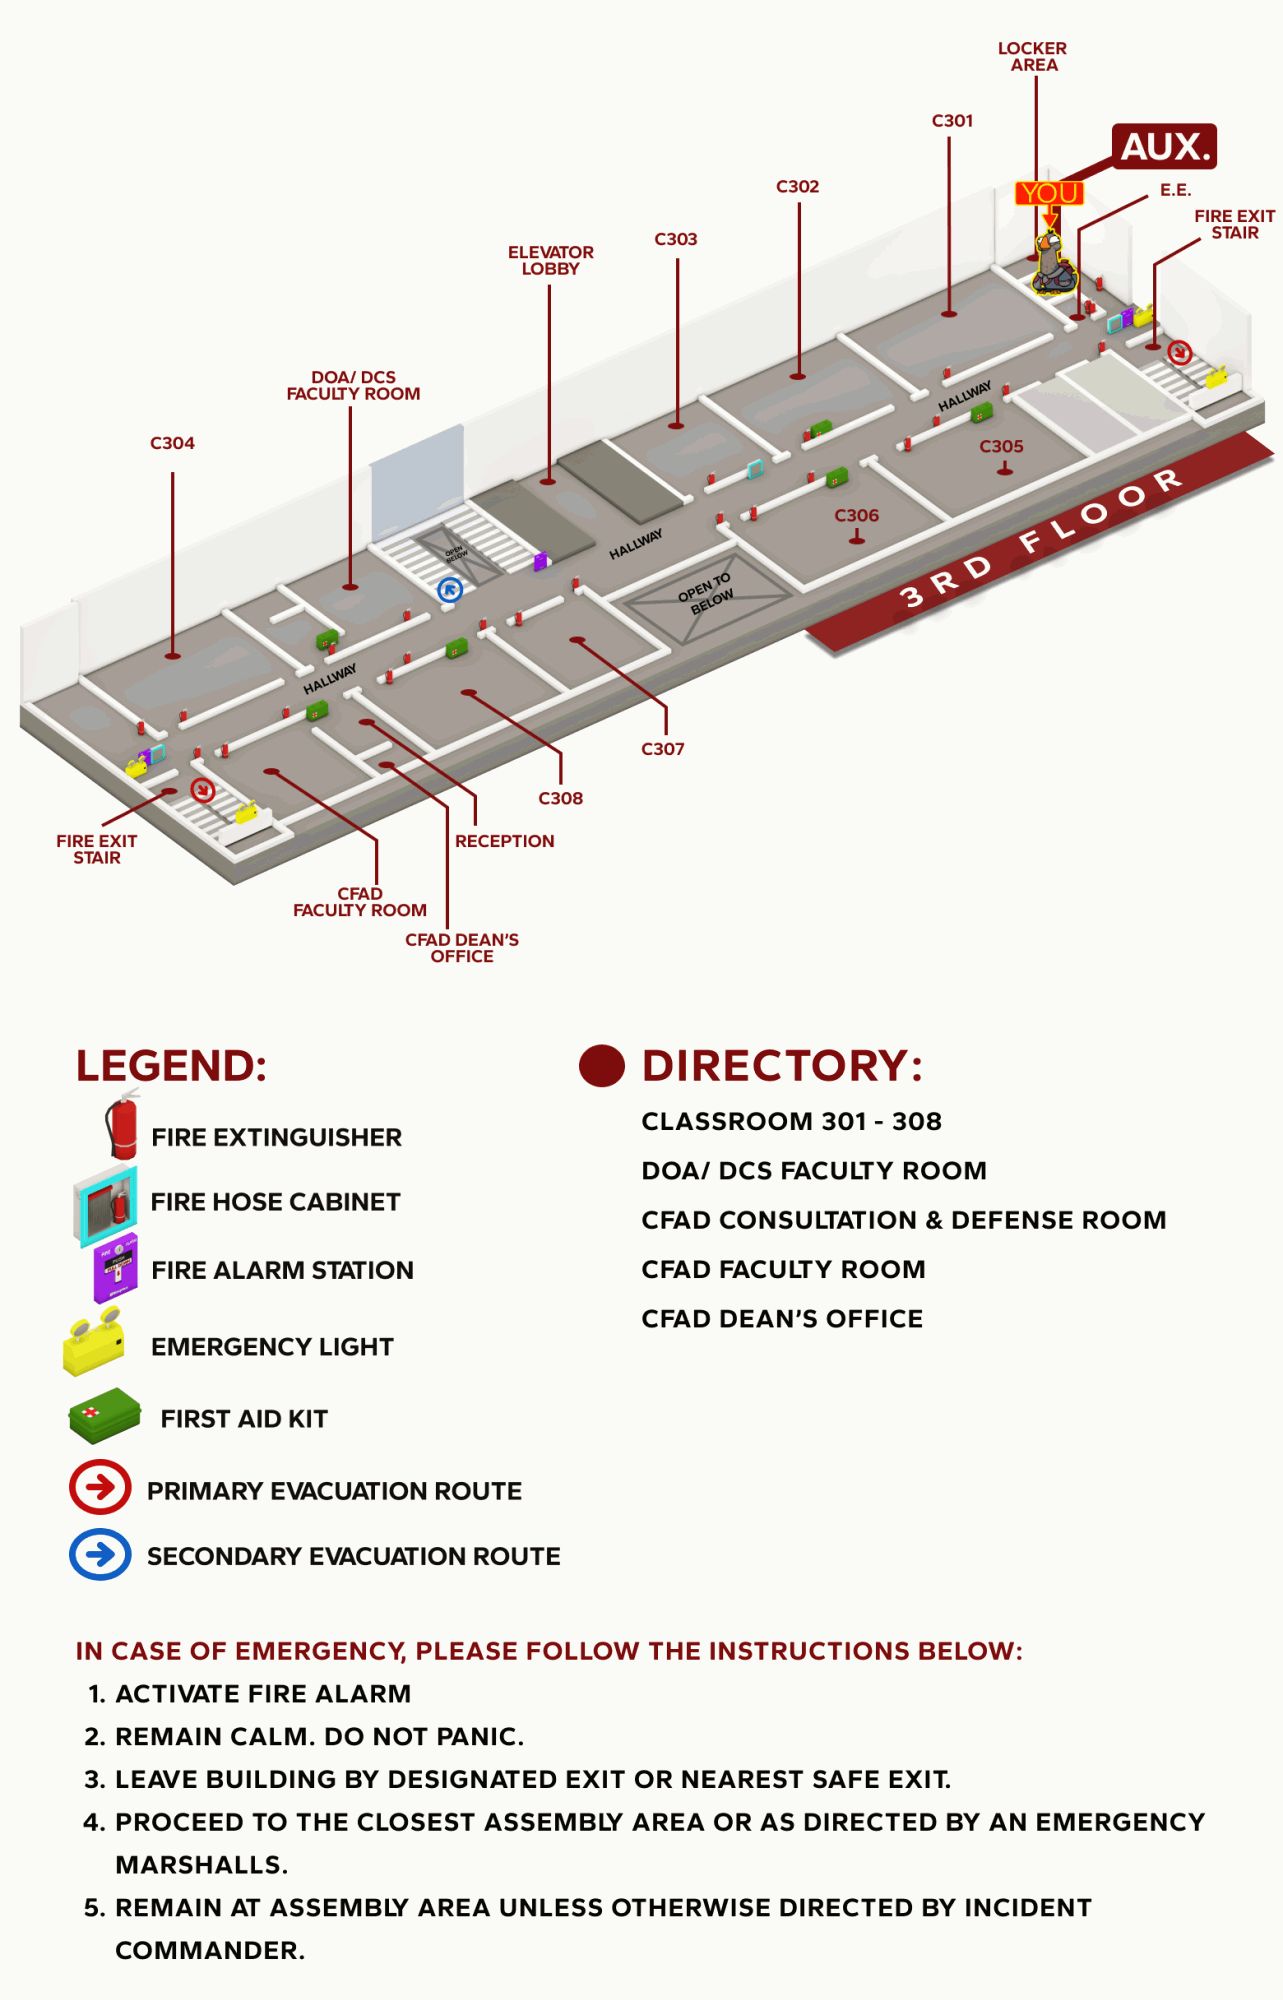 LOCKER
AREA
C301
AUX.
C302
YOU
E.E.
FIRE EXIT
STAIR
C303
ELEVATOR
LOBBY
DOA/ DCS
FACULTY ROOM
C304
HALLWAY
C305
C306
3RD FLOOR
OPEN
BELOW
HALLWAY
OPEN TO
BELOW
HALLWAY
C307
C308
FIRE EXIT
STAIR
RECEPTION
CFAD
FACULTY ROOM
CFAD DEAN'S
OFFICE
LEGEND:
FIRE EXTINGUISHER
FIRE HOSE CABINET
FIRE ALARM STATION
EMERGENCY LIGHT
FIRST AID KIT
PRIMARY EVACUATION ROUTE
SECONDARY EVACUATION ROUTE
DIRECTORY:
CLASSROOM 301 - 308
DOA/ DCS FACULTY ROOM
CFAD CONSULTATION & DEFENSE ROOM
CFAD FACULTY ROOM
CFAD DEAN'S OFFICE
IN CASE OF EMERGENCY, PLEASE FOLLOW THE INSTRUCTIONS BELOW:
1. ACTIVATE FIRE ALARM
2. REMAIN CALM. DO NOT PANIC.
3. LEAVE BUILDING BY DESIGNATED EXIT OR NEAREST SAFE EXIT.
4. PROCEED TO THE CLOSEST ASSEMBLY AREA OR AS DIRECTED BY AN EMERGENCY
MARSHALLS.
5. REMAIN AT ASSEMBLY AREA UNLESS OTHERWISE DIRECTED BY INCIDENT
COMMANDER.